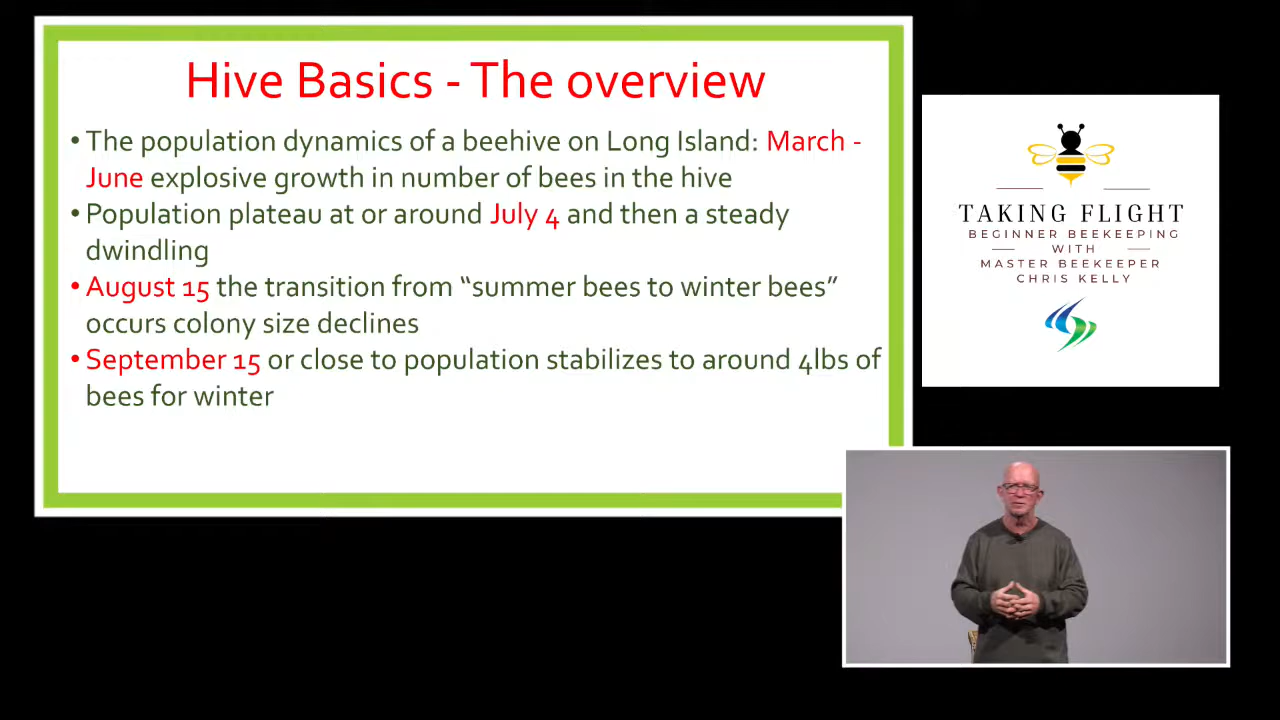 Hive Basics - The overview
• The population dynamics of a beehive on Long Island: March -
June explosive growth in number of bees in the hive
• Population plateau at or around July 4 and then a steady
dwindling
• August 15 the transition from “summer bees to winter bees”
occurs colony size declines
• September 15 or close to population stabilizes to around 4lbs of
bees for winter
TAKING FLIGHT
BEGINNER BEEKEEPING
WITH
MASTER BEEKEEPER
CHRIS KELLY